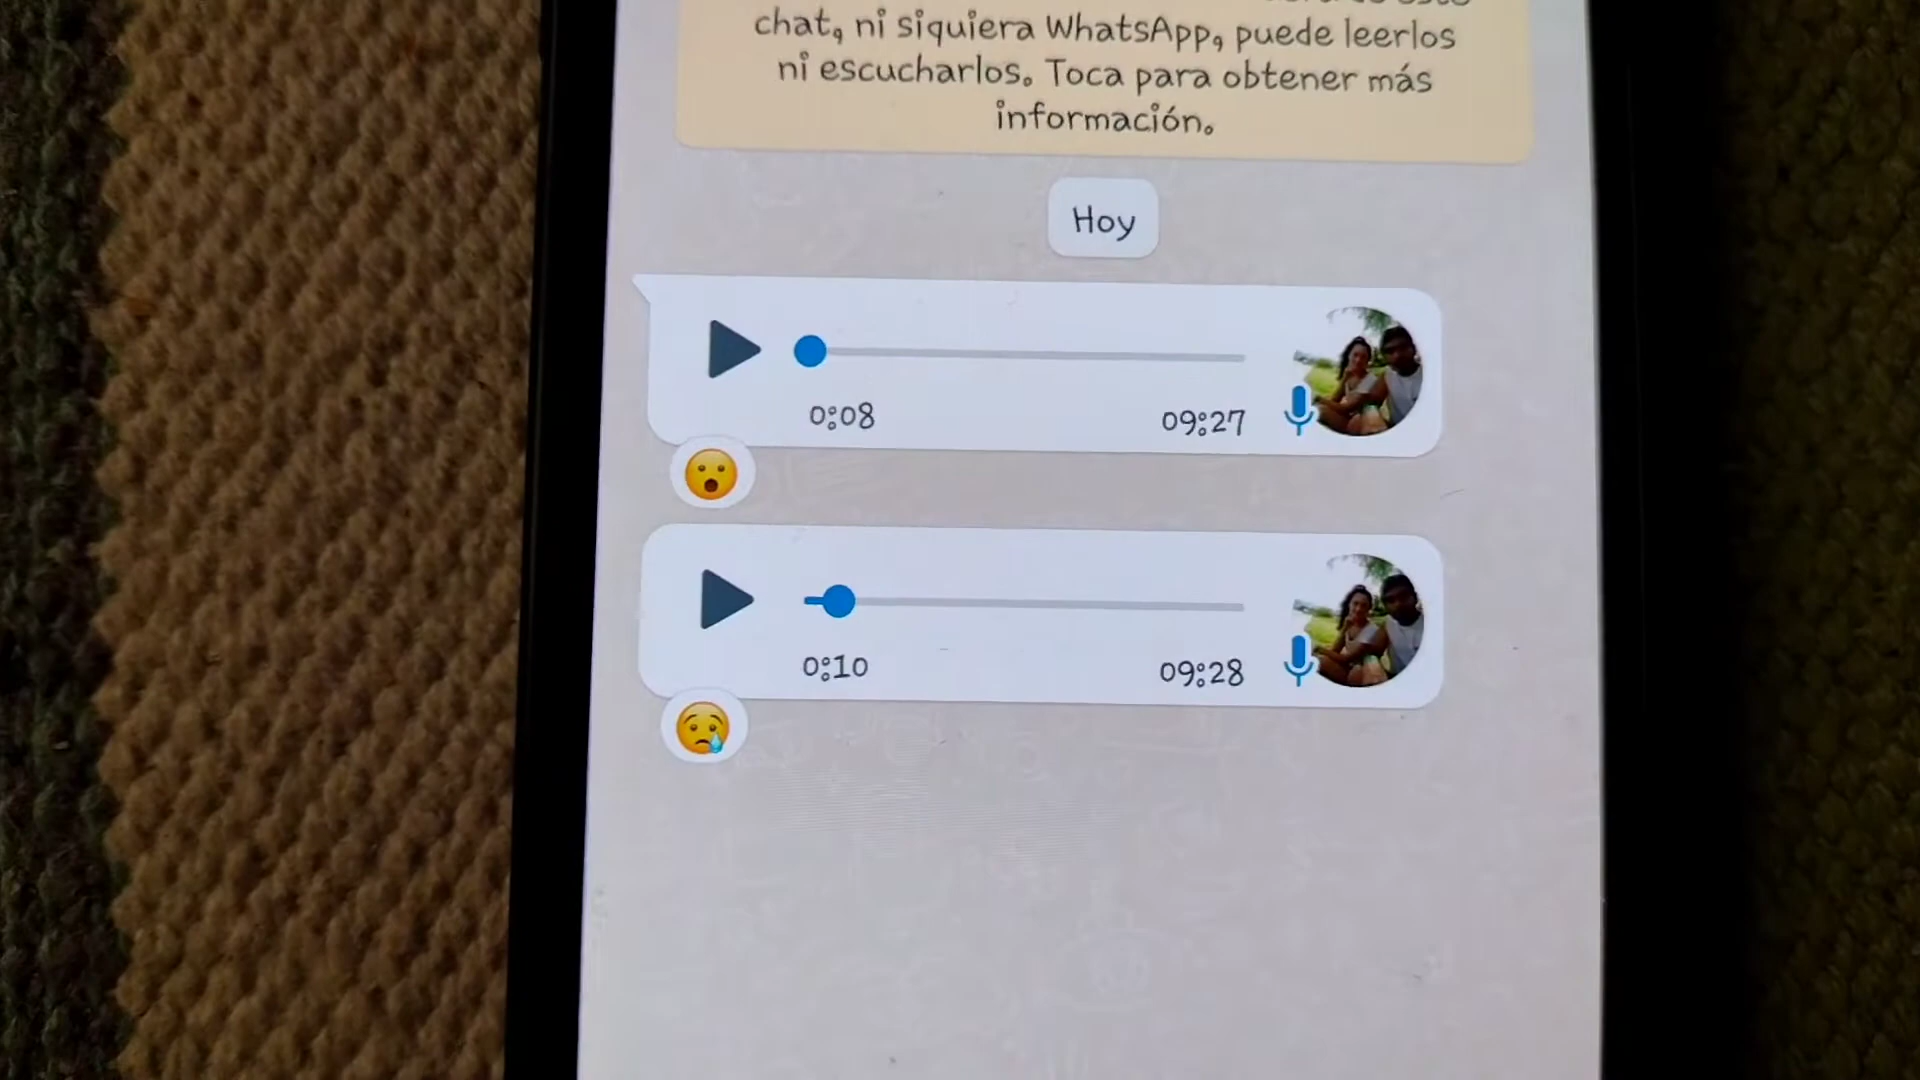 chat, ni siquiera WhatsApp, puede leerlos
ni escucharlos. Toca para obtener más
información.
Hoy
0:08 09:27
0:10 09:28